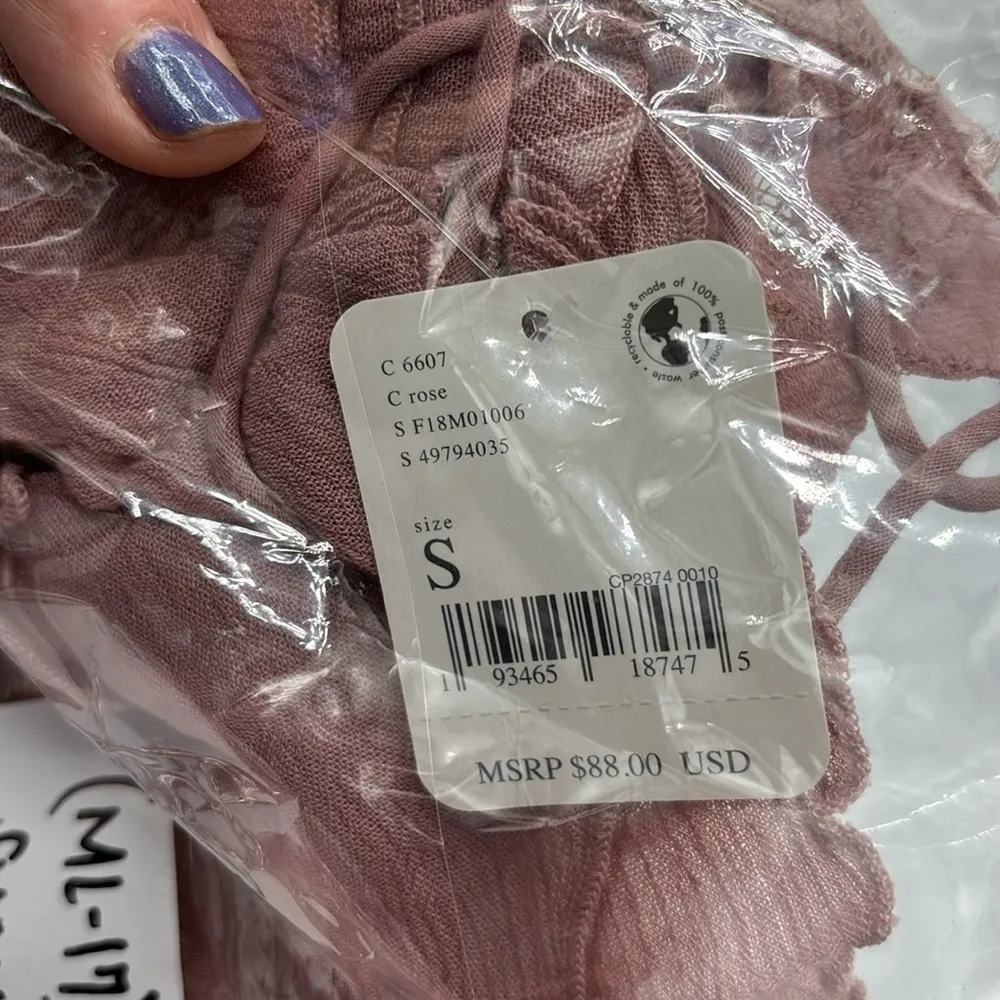 recyclable & made of 100% post consumer waste •
C 6607
C rose
S F18M01006
S 49794035
size
S
CP2874 0010
1 93465 18747 5
MSRP $88.00 USD
(ML-17